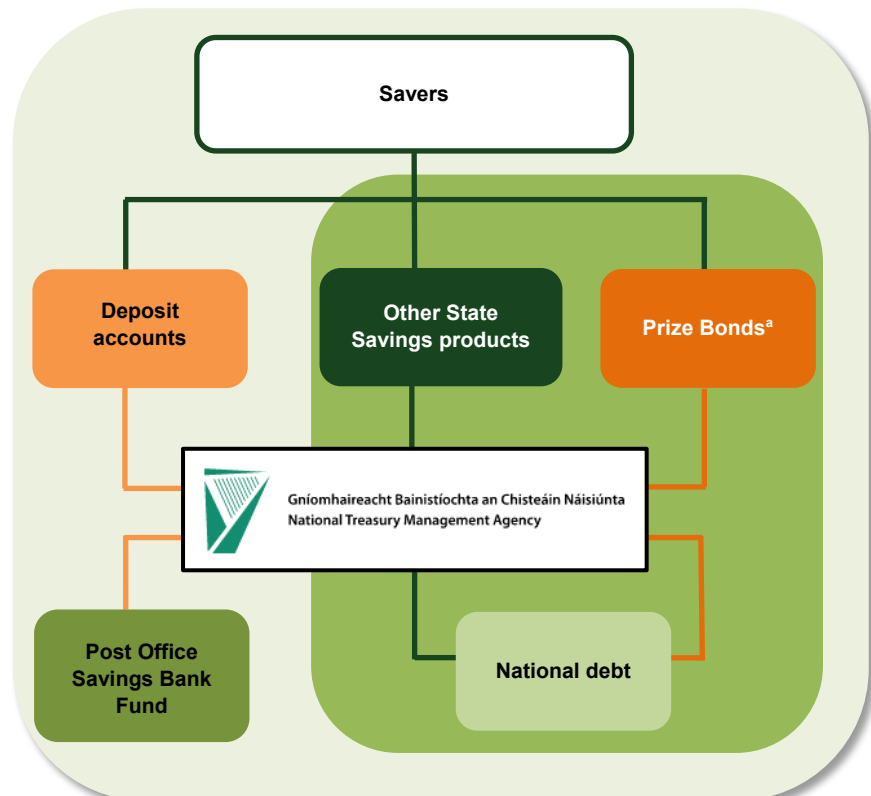 Savers
Deposit
accounts
Other State
Savings products
Prize Bondsᵃ
Gníomhaireacht Bainistíochta an Chisteáin Náisiúnta
National Treasury Management Agency
Post Office
Savings Bank
Fund
National debt